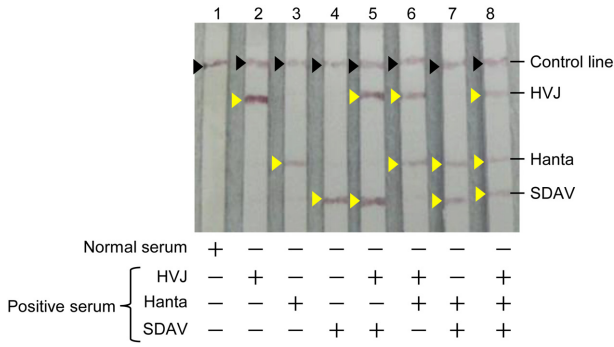 1 2 3 4 5 6 7 8
Control line
HVJ
Hanta
SDAV
Normal serum + − − − − − − −
HVJ − + − − + + − +
Positive serum Hanta − − + − − + + +
SDAV − − − + + − + +